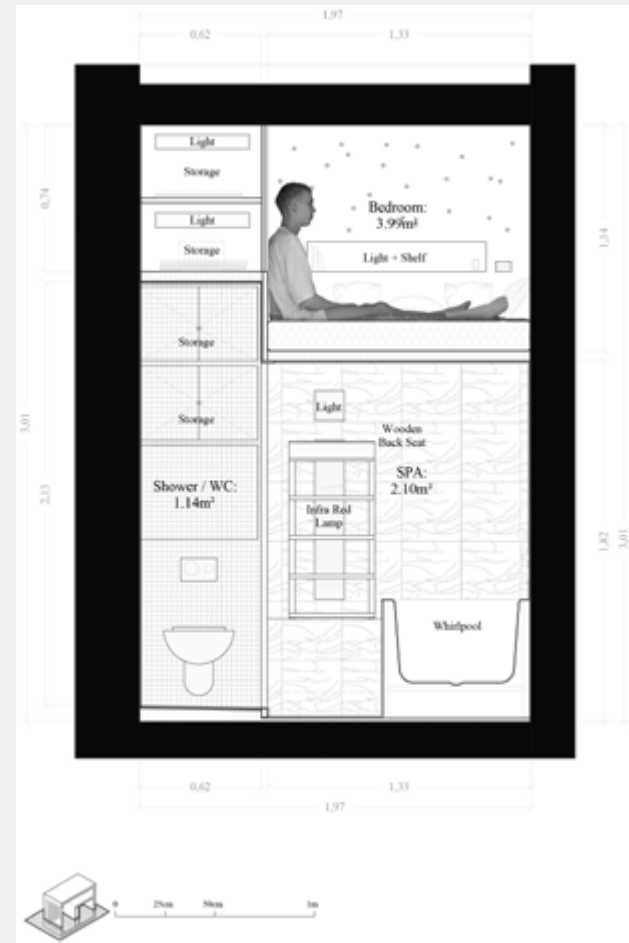 1,97
0,62
1,33
Light
Storage
0,74
Light
Storage
Bedroom:
3.99m²
1,14
Light + Shelf
Storage
Storage
Light
Wooden
Back Seat
3,01
SPA:
2.10m²
Shower / WC:
1.14m²
2,13
Infra Red
Lamp
1,82
3,01
Whirlpool
0,62
1,33
1,97
0
25cm
50cm
1m